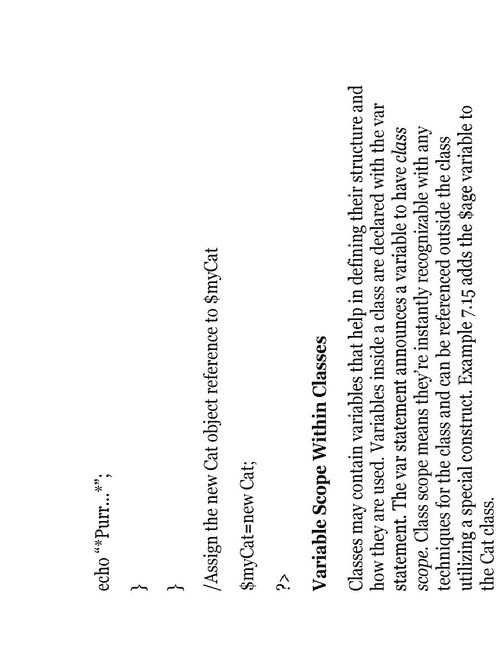 echo “*Purr...*”;
}
}
/Assign the new Cat object reference to $myCat
$myCat=new Cat;
?>
Variable Scope Within Classes
Classes may contain variables that help in defining their structure and
how they are used. Variables inside a class are declared with the var
statement. The var statement announces a variable to have class
scope. Class scope means they’re instantly recognizable with any
techniques for the class and can be referenced outside the class
utilizing a special construct. Example 7.15 adds the $age variable to
the Cat class.